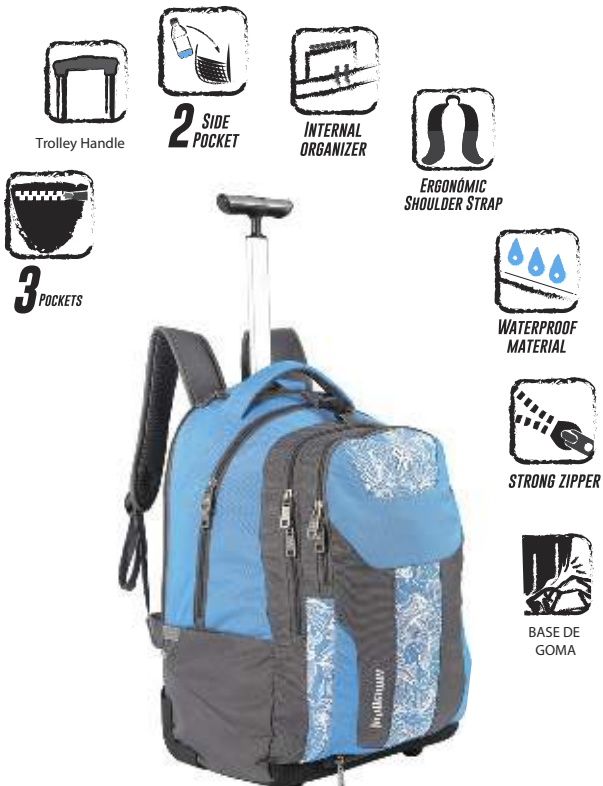 Trolley Handle
2 SIDE
POCKET
INTERNAL
ORGANIZER
ERGONÓMIC
SHOULDER STRAP
3 POCKETS
WATERPROOF
MATERIAL
STRONG ZIPPER
BASE DE
GOMA